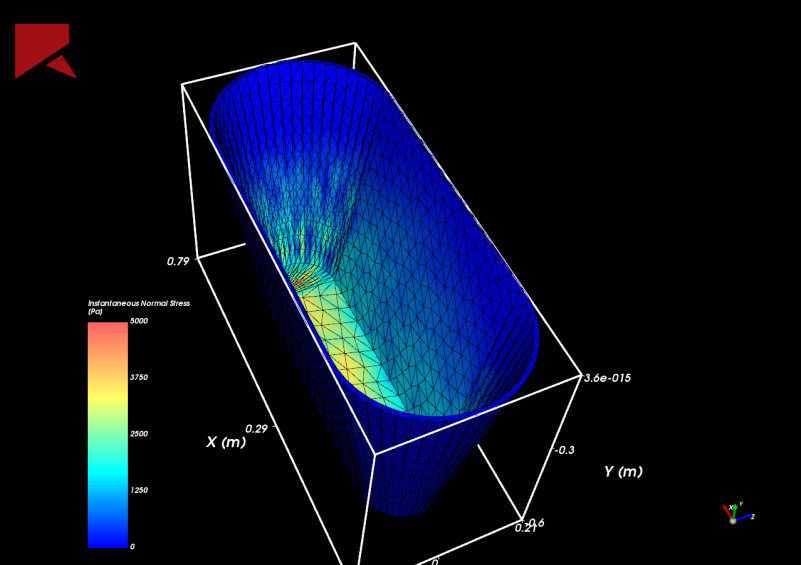 0.79
Instantaneous Normal Stress
(Pa)
5000
3750
2500
1250
0
X (m)
0.29
3.6e-015
-0.3
Y (m)
-0.6
0.21
0
X
Y
Z